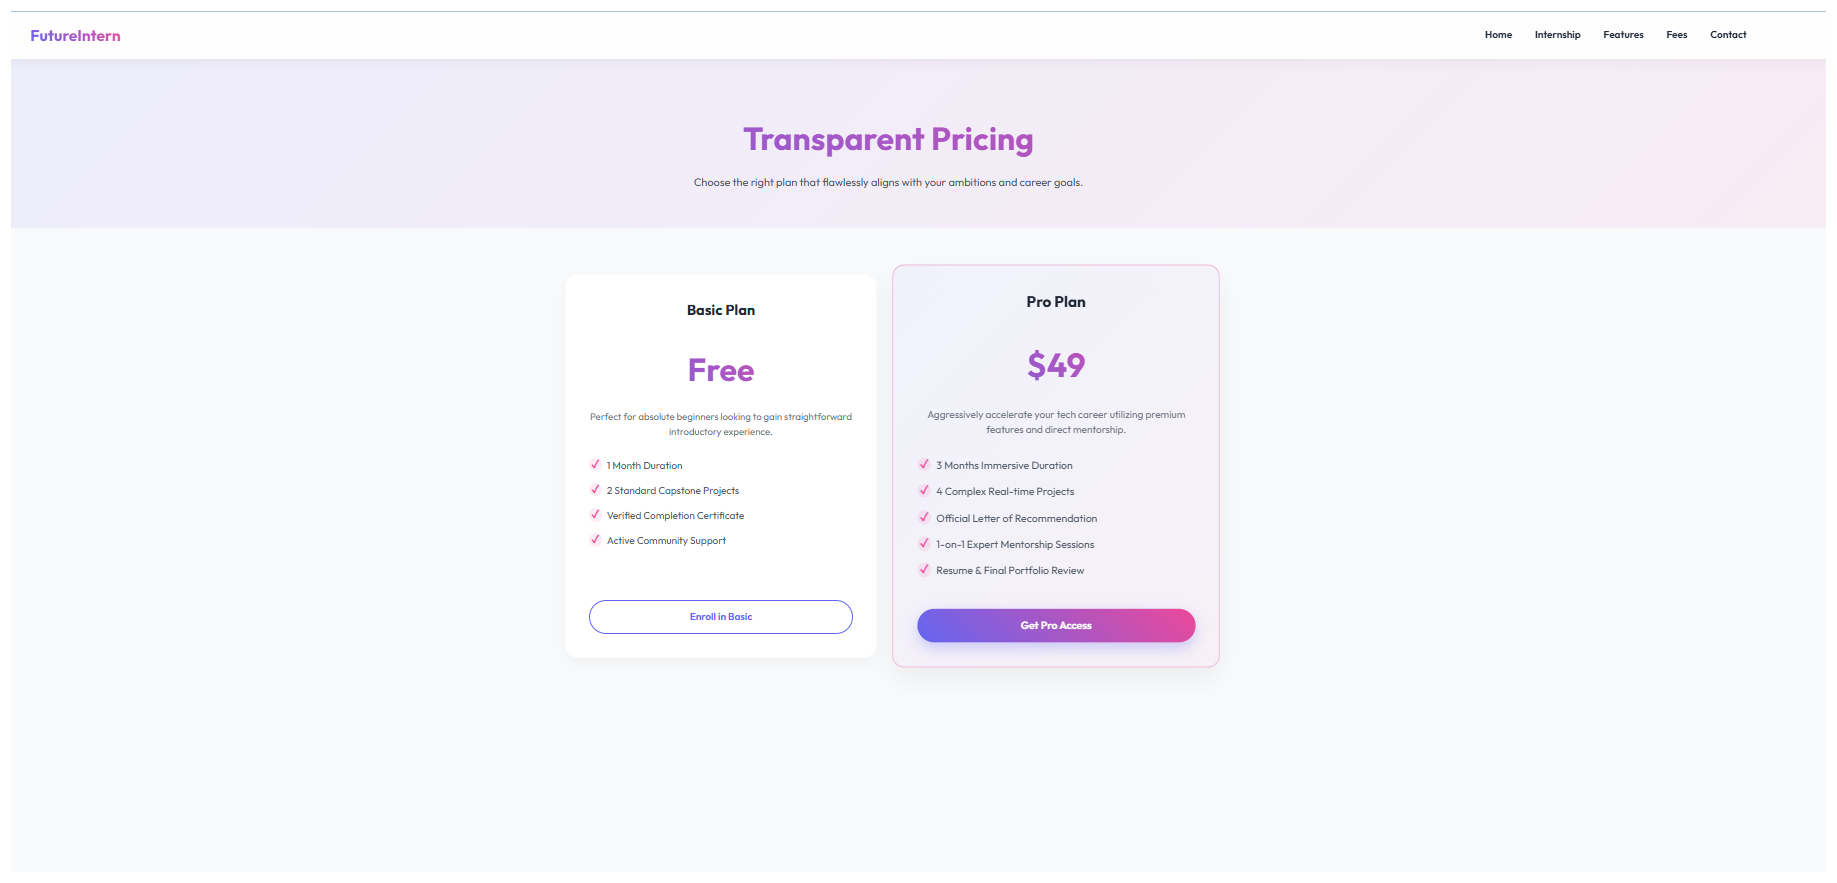 FutureIntern
Home
Internship
Features
Fees
Contact
Transparent Pricing
Choose the right plan that flawlessly aligns with your ambitions and career goals.
Basic Plan
Free
Perfect for absolute beginners looking to gain straightforward
introductory experience.
1 Month Duration
2 Standard Capstone Projects
Verified Completion Certificate
Active Community Support
Enroll in Basic
Pro Plan
$49
Aggressively accelerate your tech career utilizing premium
features and direct mentorship.
3 Months Immersive Duration
4 Complex Real-time Projects
Official Letter of Recommendation
1-on-1 Expert Mentorship Sessions
Resume & Final Portfolio Review
Get Pro Access